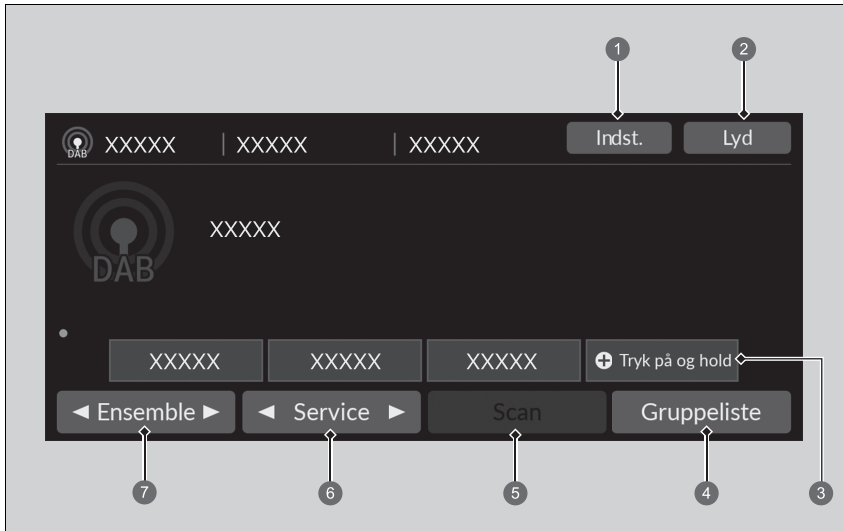 1 2
DAB XXXXX | XXXXX | XXXXX Indst. Lyd
XXXXX
DAB
XXXXX XXXXX XXXXX Tryk på og hold
3
Ensemble Service Scan Gruppeliste
7 6 5 4